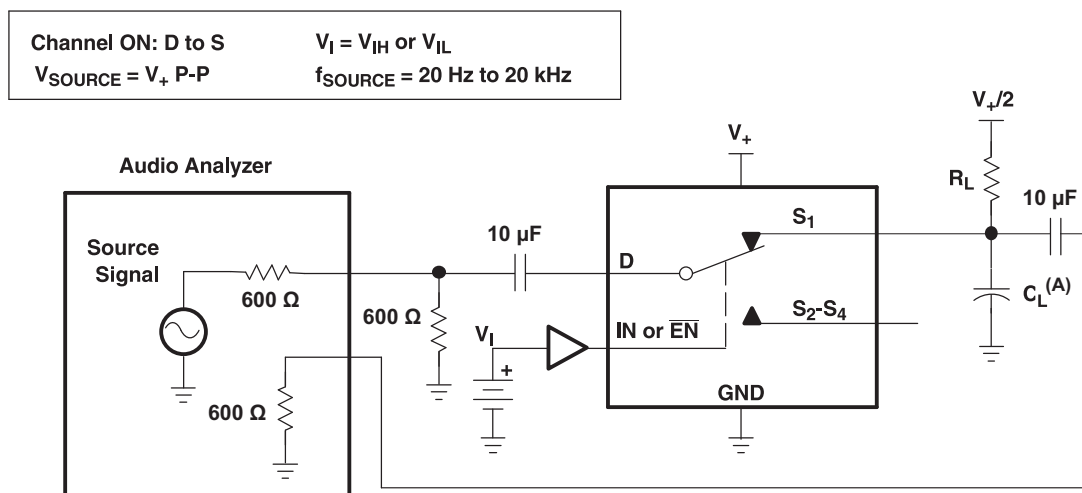 Channel ON: D to S
V_I = V_IH or V_IL
V_SOURCE = V_+ P-P
f_SOURCE = 20 Hz to 20 kHz
Audio Analyzer
Source
Signal
600 Ω
600 Ω
600 Ω
10 µF
V_I
+
V_+
D
IN or E̅N̅
S_1
S_2-S_4
GND
V_+/2
R_L
10 µF
C_L^(A)